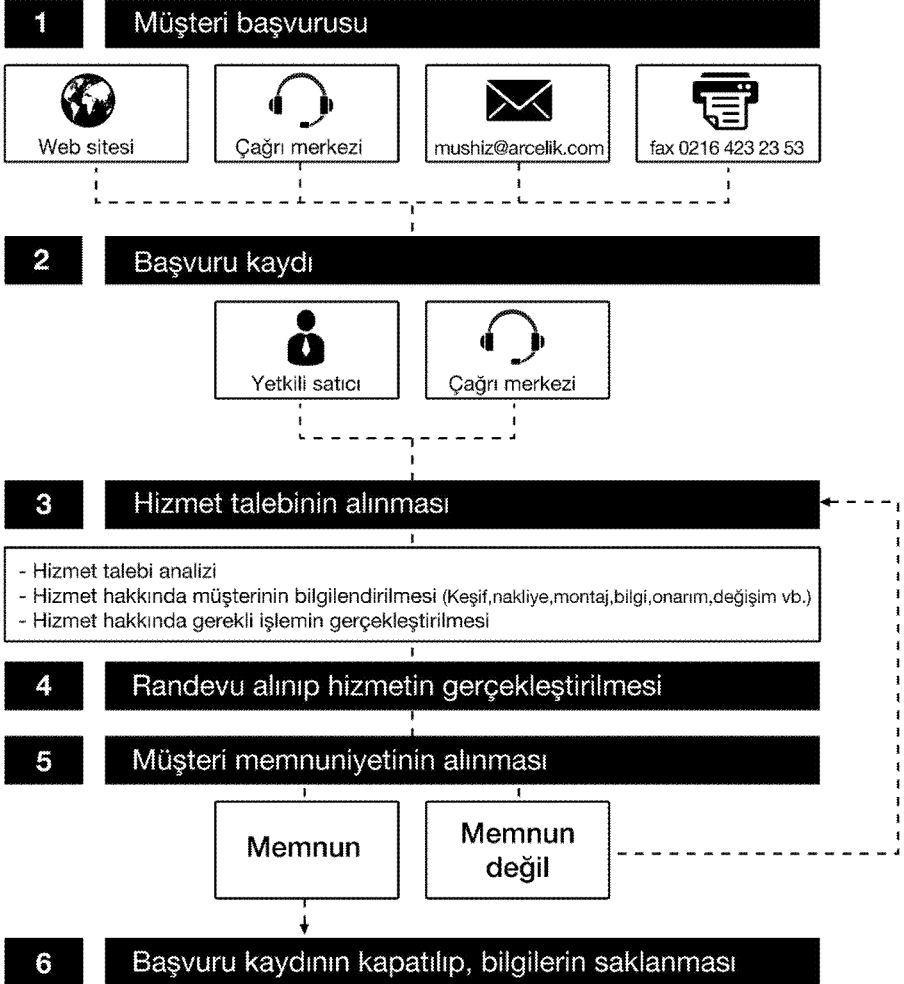 1 Müşteri başvurusu
Web sitesi
Çağrı merkezi
mushiz@arcelik.com
fax 0216 423 23 53
2 Başvuru kaydı
Yetkili satıcı
Çağrı merkezi
3 Hizmet talebinin alınması
- Hizmet talebi analizi
- Hizmet hakkında müşterinin bilgilendirilmesi (Keşif,nakliye,montaj,bilgi,onarım,değişim vb.)
- Hizmet hakkında gerekli işlemin gerçekleştirilmesi
4 Randevu alınıp hizmetin gerçekleştirilmesi
5 Müşteri memnuniyetinin alınması
Memnun
Memnun
değil
6 Başvuru kaydının kapatılıp, bilgilerin saklanması